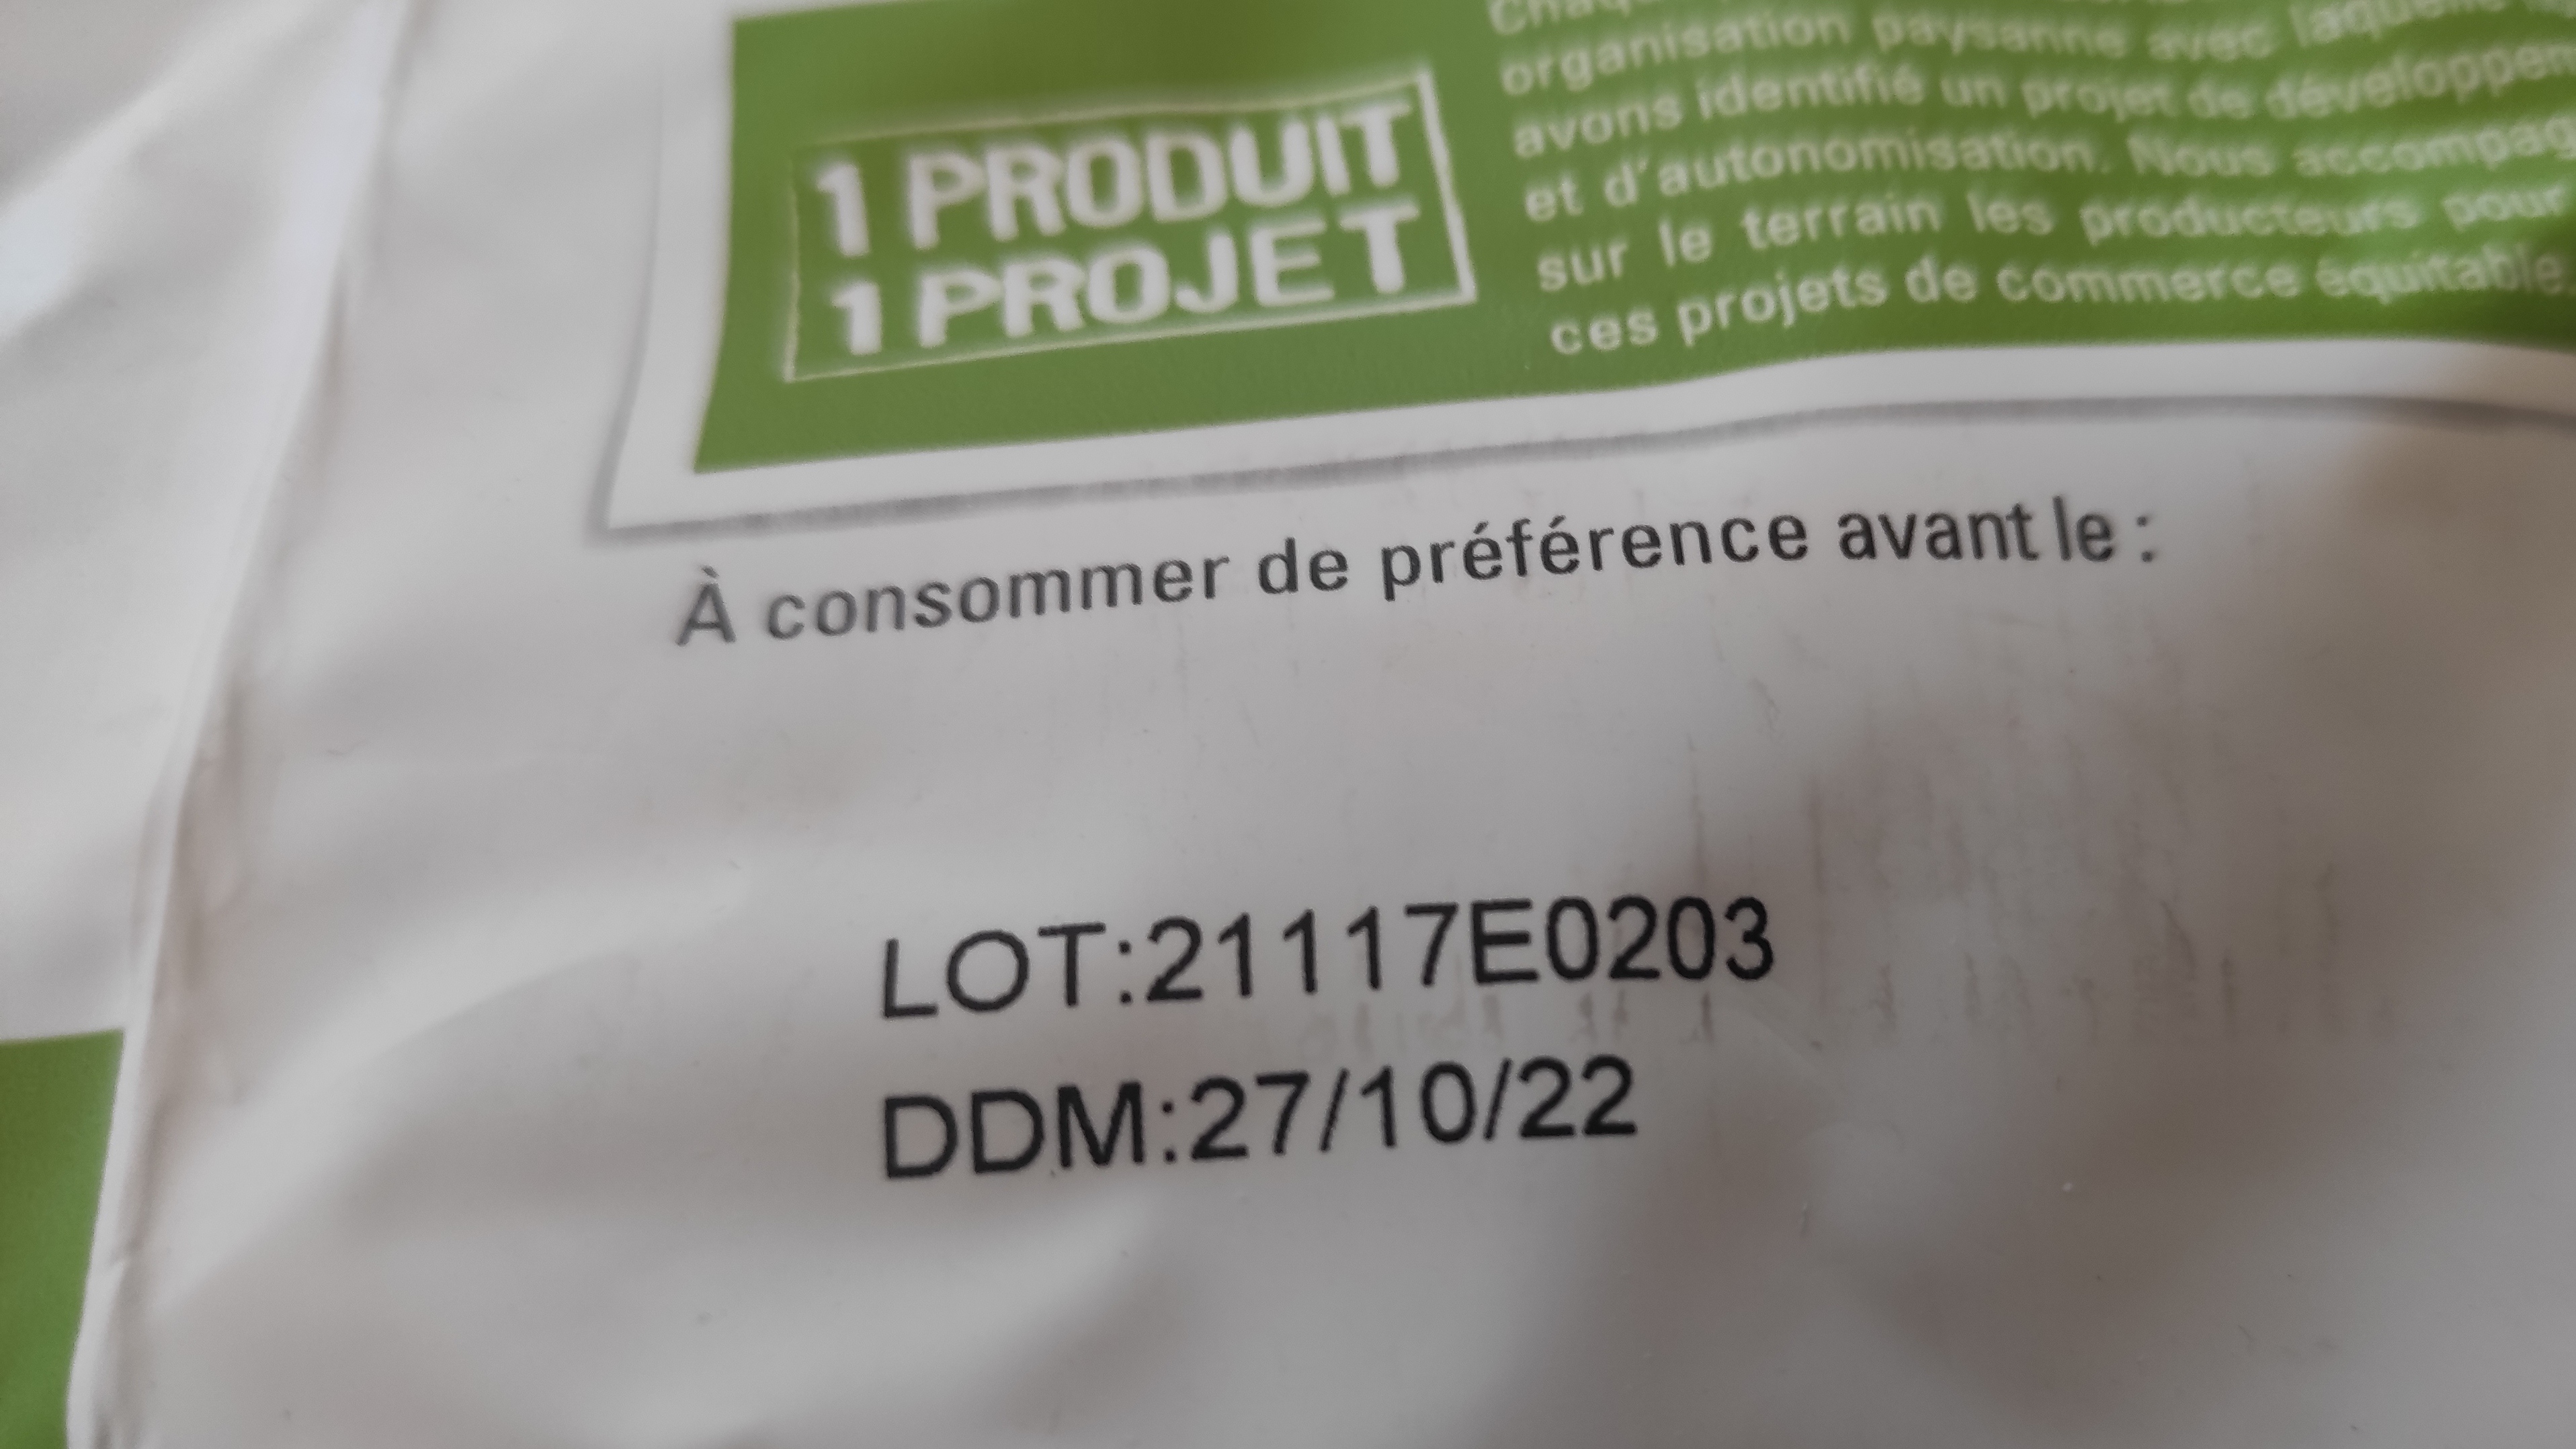 1 PRODUIT
1 PROJET
organisation paysanne avec laquelle
avons identifié un projet de développem
et d'autonomisation. Nous accompag
sur le terrain les producteurs pour
ces projets de commerce équitable.
À consommer de préférence avant le :
LOT:21117E0203
DDM:27/10/22